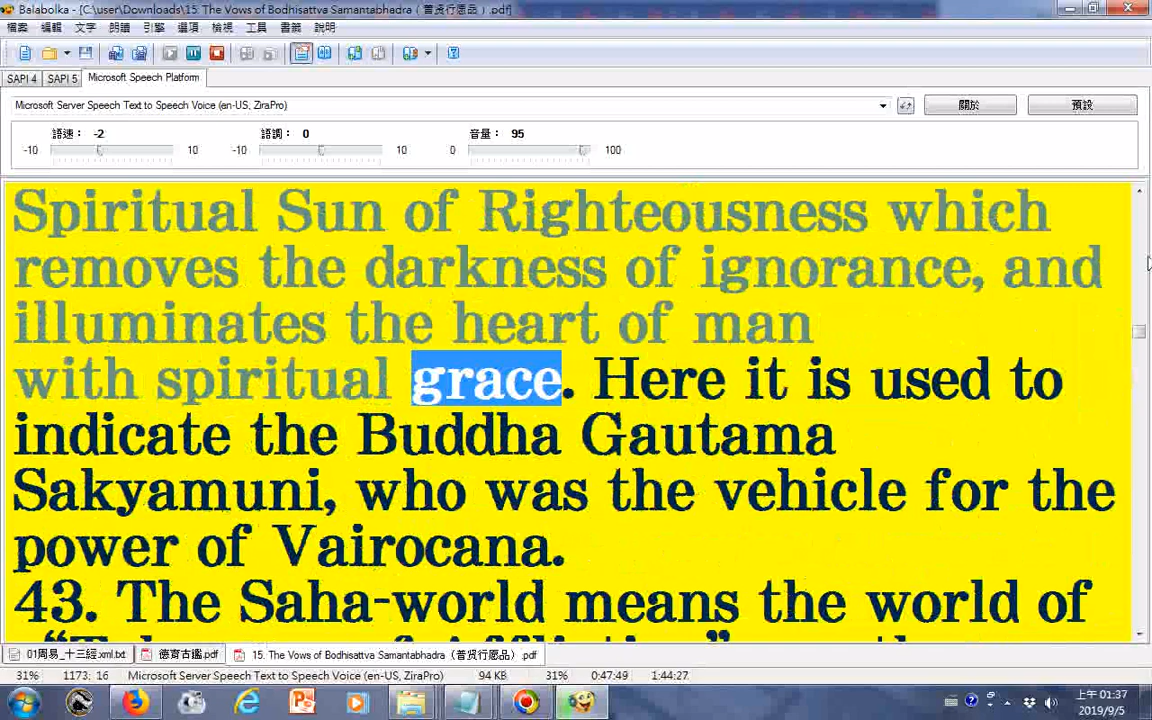 Balabolka - [C:\user\Downloads\15. The Vows of Bodhisattva Samantabhadra（普贤行愿品）.pdf]
檔案 編輯 文字 朗讀 引擎 選項 檢視 工具 書籤 說明
SAPI 4 SAPI 5 Microsoft Speech Platform
Microsoft Server Speech Text to Speech Voice (en-US, ZiraPro) 關於 預設
語速： -2 語調： 0 音量： 95
-10 10 -10 10 0 100
Spiritual Sun of Righteousness which
removes the darkness of ignorance, and
illuminates the heart of man
with spiritual grace. Here it is used to
indicate the Buddha Gautama
Sakyamuni, who was the vehicle for the
power of Vairocana.
43. The Saha-world means the world of
01周易_十三經.xml.txt 德育古鑑.pdf 15. The Vows of Bodhisattva Samantabhadra（普贤行愿品）.pdf
31% 1173: 16 Microsoft Server Speech Text to Speech Voice (en-US, ZiraPro) 94 KB 31% 0:47:49 1:44:27
上午 01:37
2019/9/5